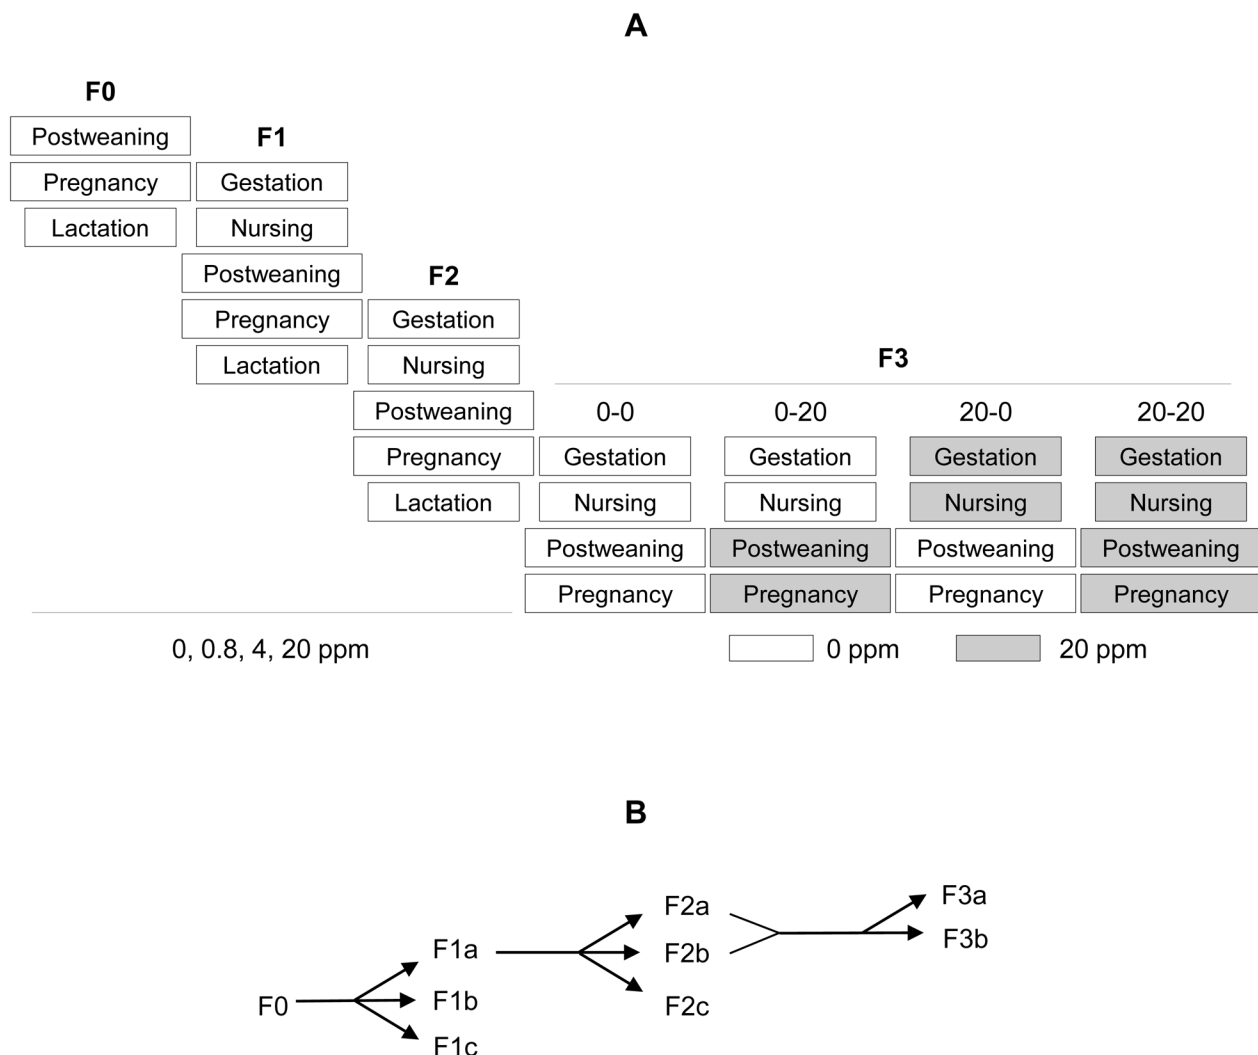 A
F0
Postweaning
F1
Pregnancy
Gestation
Lactation
Nursing
Postweaning
F2
Pregnancy
Gestation
Lactation
Nursing
F3
Postweaning
0-0
0-20
20-0
20-20
Pregnancy
Gestation
Gestation
Gestation
Gestation
Lactation
Nursing
Nursing
Nursing
Nursing
Postweaning
Postweaning
Postweaning
Postweaning
Pregnancy
Pregnancy
Pregnancy
Pregnancy
0, 0.8, 4, 20 ppm
0 ppm
20 ppm
B
F0
F1a
F1b
F1c
F2a
F2b
F2c
F3a
F3b